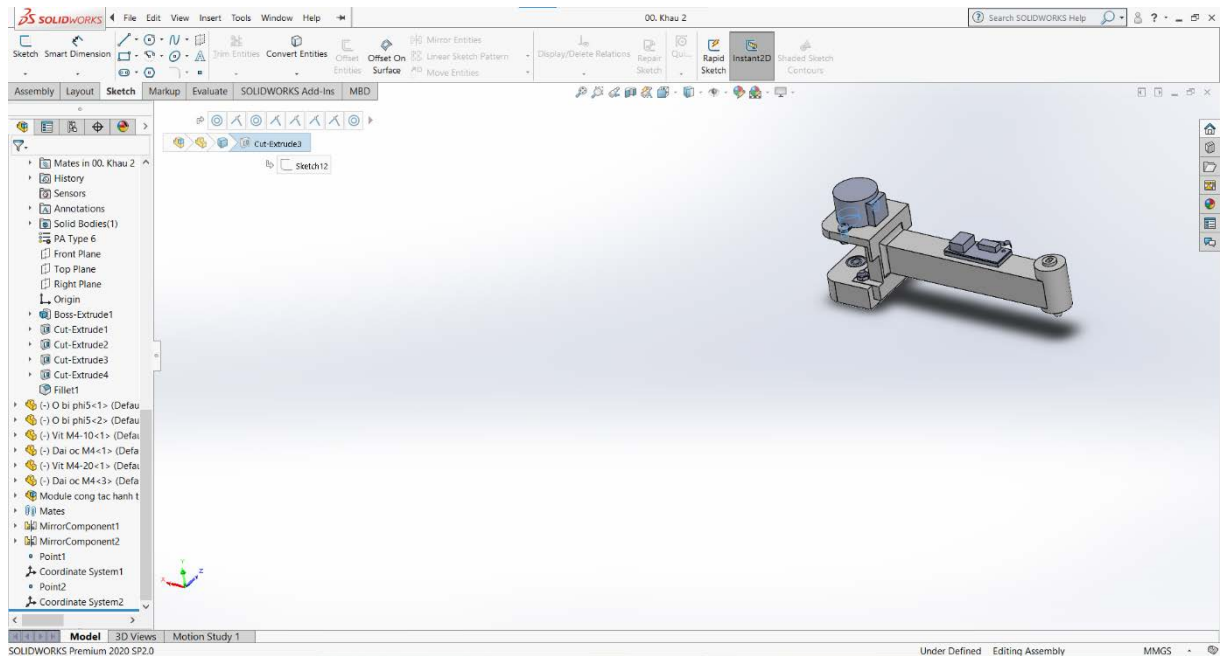 SOLIDWORKS File Edit View Insert Tools Window Help 00. Khau 2 Search SOLIDWORKS Help
Sketch Smart Dimension Trim Entities Convert Entities Offset Entities Offset On Surface Mirror Entities Linear Sketch Pattern Move Entities Display/Delete Relations Repair Sketch Quic... Rapid Sketch Instant2D Shaded Sketch Contours
Assembly Layout Sketch Markup Evaluate SOLIDWORKS Add-Ins MBD
Cut-Extrude3
Sketch12
Mates in 00. Khau 2
History
Sensors
Annotations
Solid Bodies(1)
PA Type 6
Front Plane
Top Plane
Right Plane
Origin
Boss-Extrude1
Cut-Extrude1
Cut-Extrude2
Cut-Extrude3
Cut-Extrude4
Fillet1
(-) O bi phi5<1> (Defau
(-) O bi phi5<2> (Defau
(-) Vit M4-10<1> (Defau
(-) Dai oc M4<1> (Defa
(-) Vit M4-20<1> (Defau
(-) Dai oc M4<3> (Defa
Module cong tac hanh t
Mates
MirrorComponent1
MirrorComponent2
Point1
Coordinate System1
Point2
Coordinate System2
Model 3D Views Motion Study 1
SOLIDWORKS Premium 2020 SP2.0 Under Defined Editing Assembly MMGS